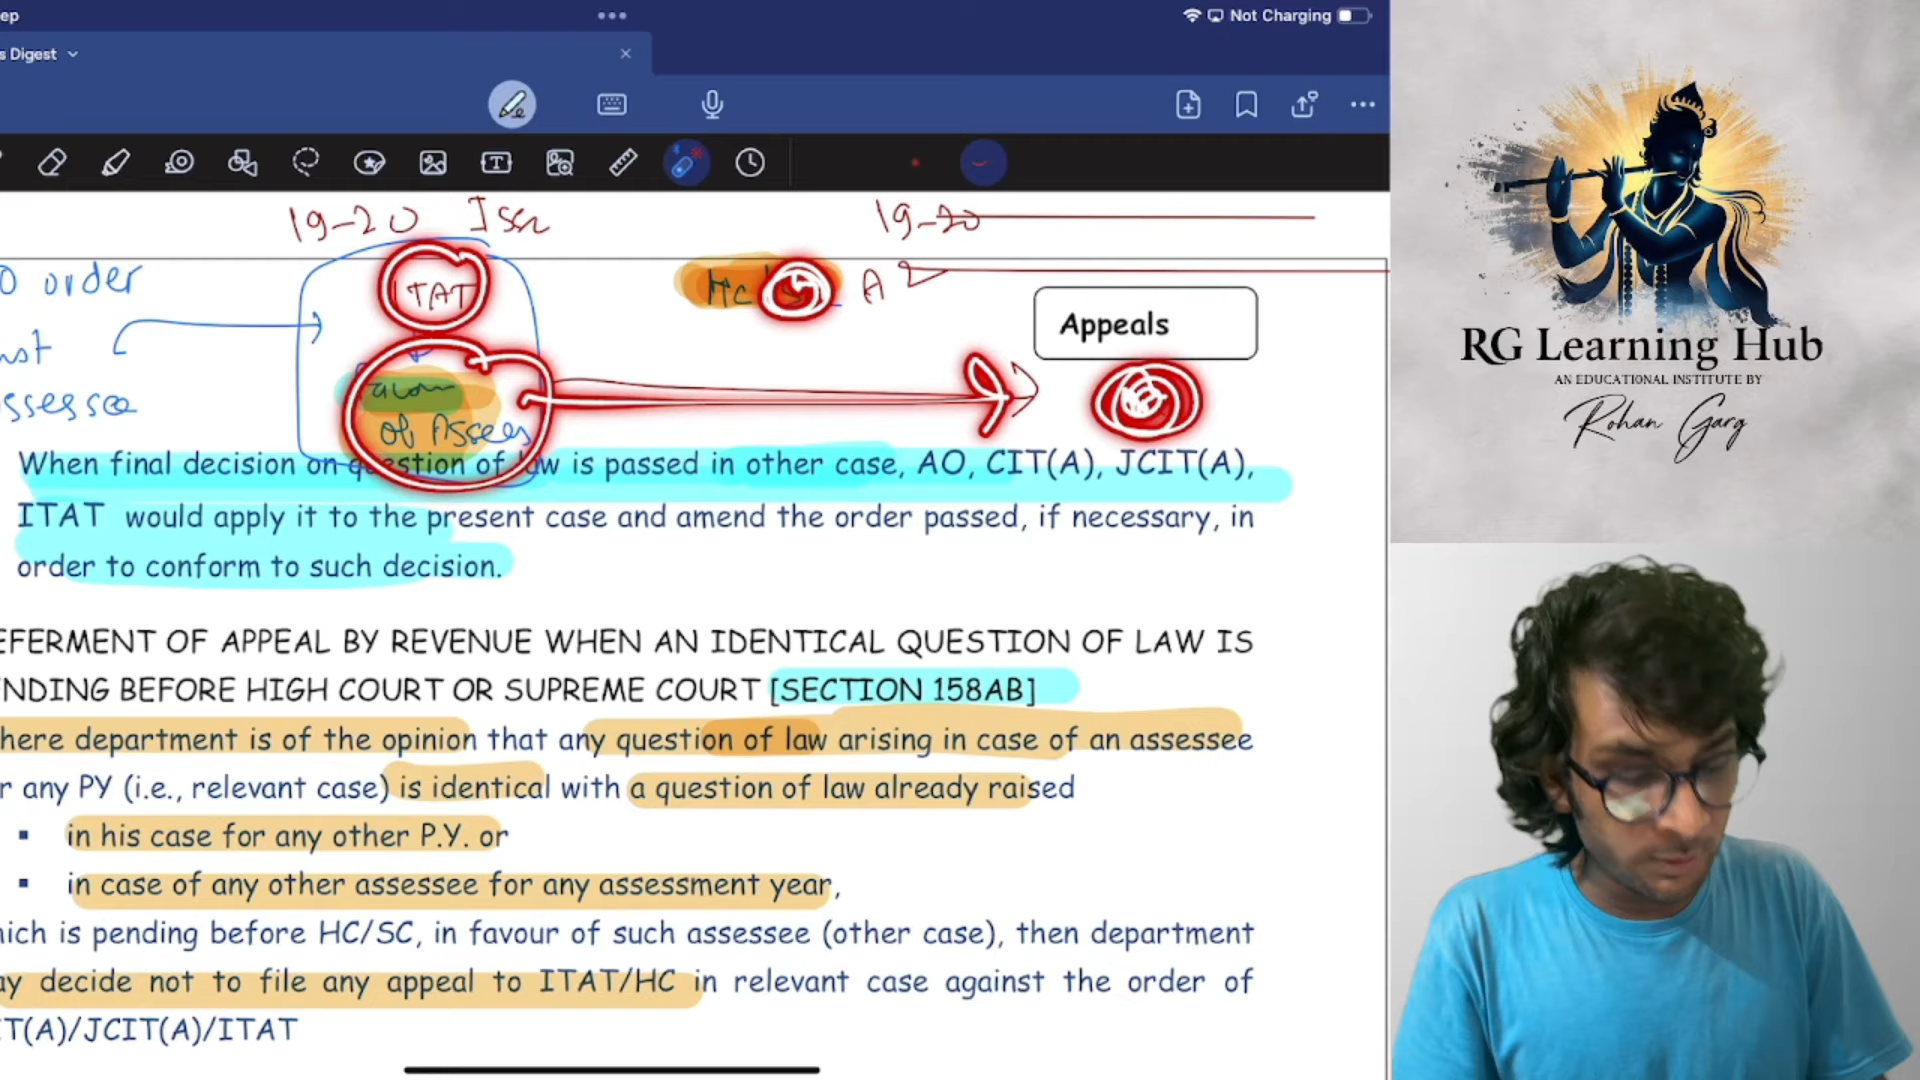 ep
Not Charging
s Digest
19-20
19-20
O order
ITAT
Hc
A
Appeals
of Assees
When final decision on question of law is passed in other case, AO, CIT(A), JCIT(A),
ITAT would apply it to the present case and amend the order passed, if necessary, in
order to conform to such decision.
EFERMENT OF APPEAL BY REVENUE WHEN AN IDENTICAL QUESTION OF LAW IS
NDING BEFORE HIGH COURT OR SUPREME COURT [SECTION 158AB]
here department is of the opinion that any question of law arising in case of an assessee
r any PY (i.e., relevant case) is identical with a question of law already raised
▪ in his case for any other P.Y. or
▪ in case of any other assessee for any assessment year,
hich is pending before HC/SC, in favour of such assessee (other case), then department
ay decide not to file any appeal to ITAT/HC in relevant case against the order of
IT(A)/JCIT(A)/ITAT
RG Learning Hub
AN EDUCATIONAL INSTITUTE BY
Rohan Garg